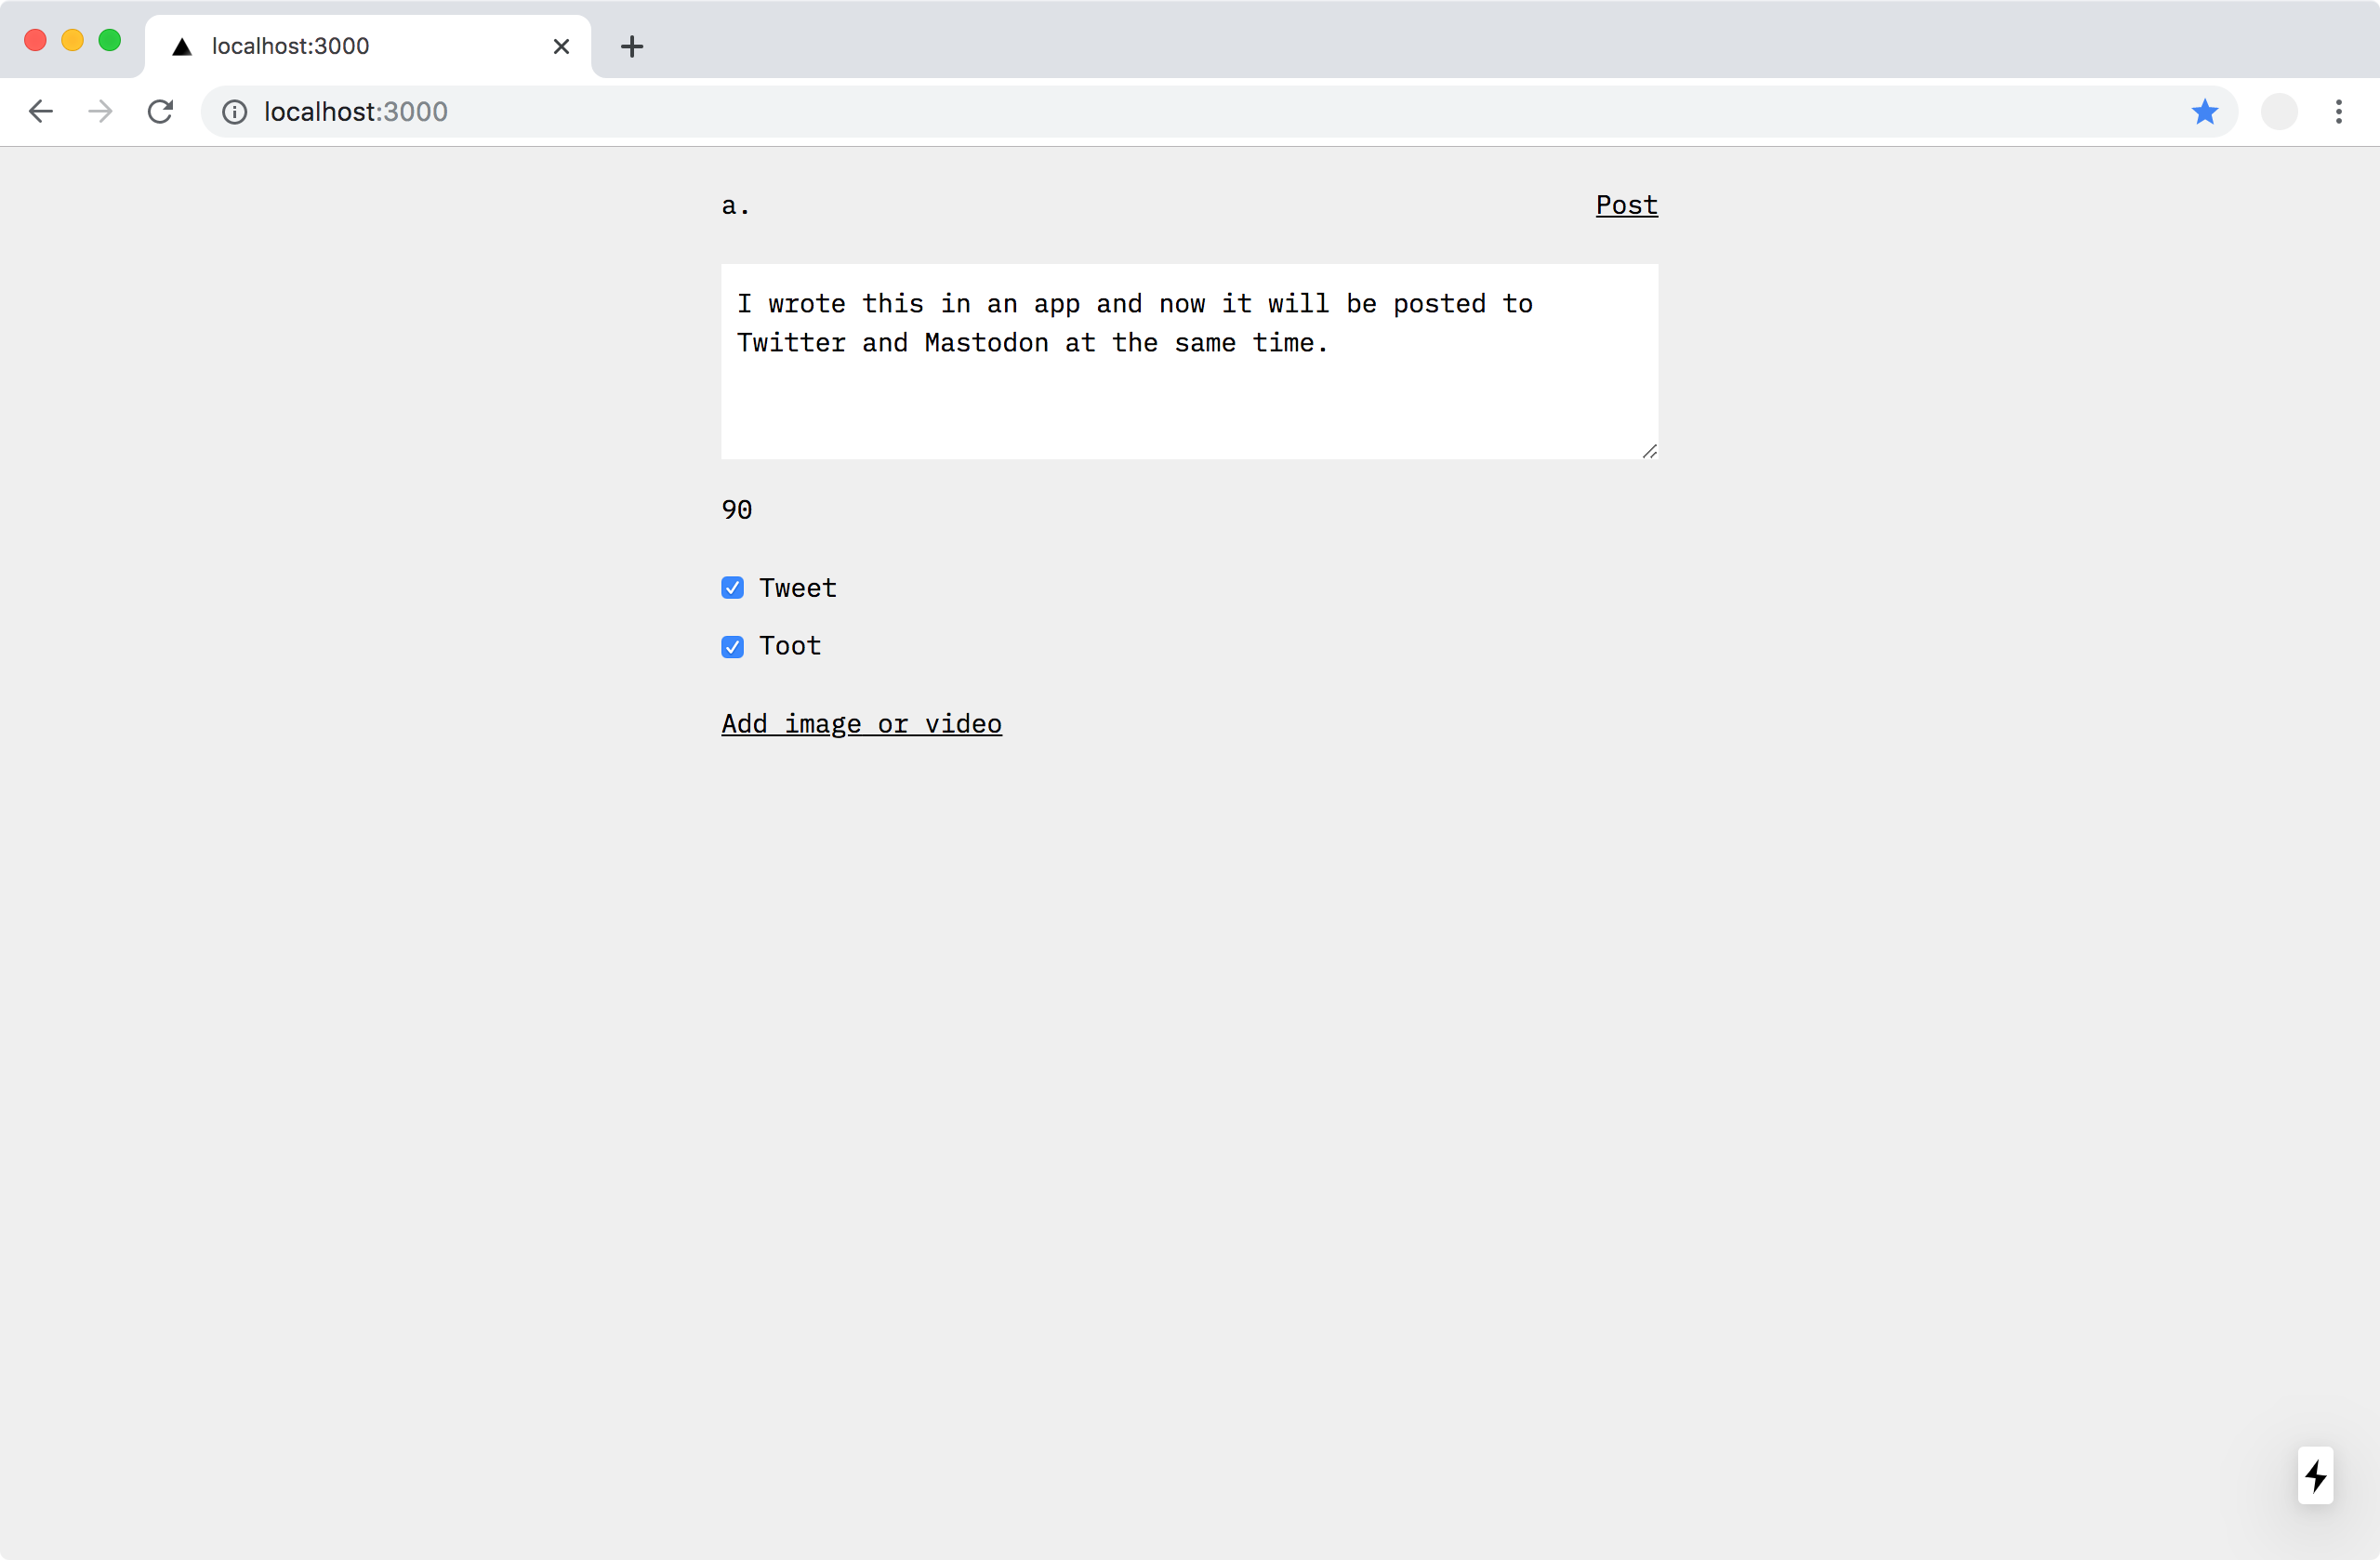 localhost:3000
localhost:3000
a.
Post
I wrote this in an app and now it will be posted to
Twitter and Mastodon at the same time.
90
Tweet
Toot
Add image or video